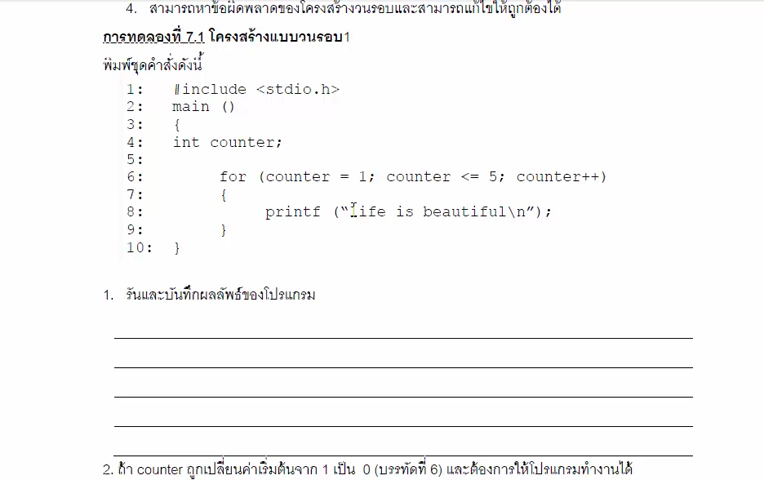 4. สามารถหาข้อผิดพลาดของโครงสร้างวนรอบและสามารถแก้ไขให้ถูกต้องได้
การทดลองที่ 7.1 โครงสร้างแบบวนรอบ1
พิมพ์ชุดคำสั่งดังนี้
1: #include <stdio.h>
2: main ()
3: {
4: int counter;
5:
6: for (counter = 1; counter <= 5; counter++)
7: {
8: printf (“Life is beautiful\n”);
9: }
10: }
1. รันและบันทึกผลลัพธ์ของโปรแกรม
2. ถ้า counter ถูกเปลี่ยนค่าเริ่มต้นจาก 1 เป็น 0 (บรรทัดที่ 6) และต้องการให้โปรแกรมทำงานได้